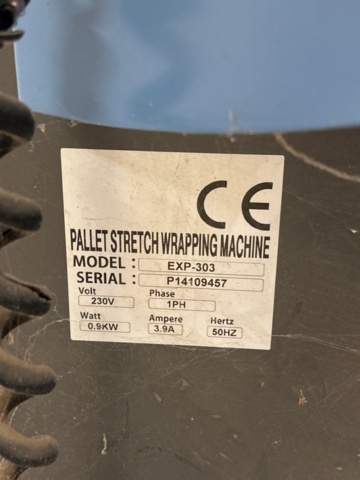 CE
PALLET STRETCH WRAPPING MACHINE
MODEL : EXP-303
SERIAL : P14109457
Volt Phase
230V 1PH
Watt Ampere Hertz
0.9KW 3.9A 50HZ